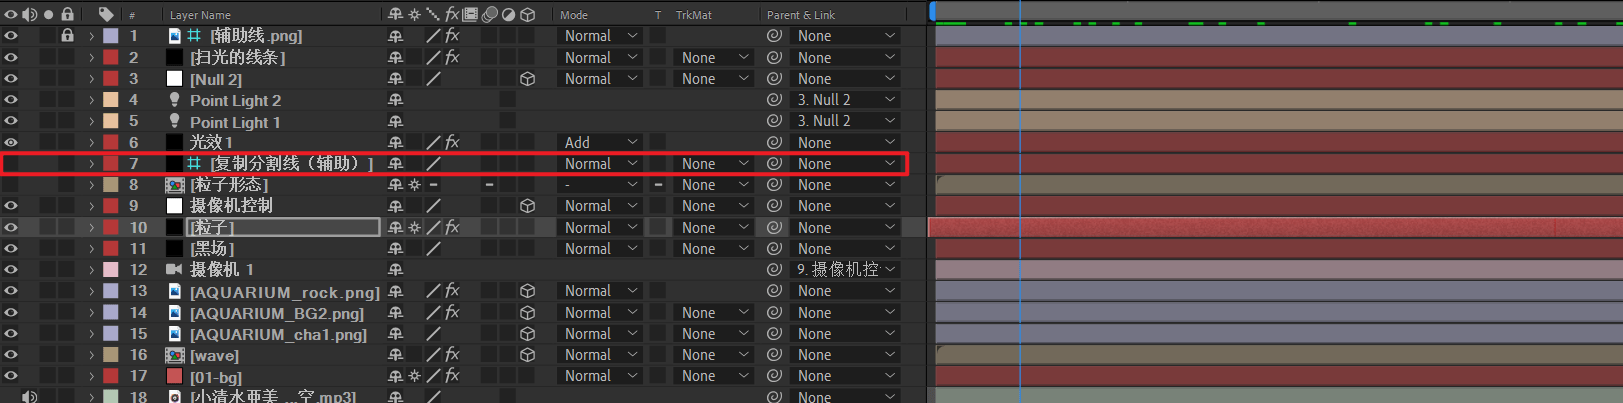 # Layer Name fx Mode T TrkMat Parent & Link
1 [辅助线.png] fx Normal None
2 [扫光的线条] fx Normal None None
3 [Null 2] Normal None None
4 Point Light 2 3. Null 2
5 Point Light 1 3. Null 2
6 光效1 fx Add None
7 [复制分割线（辅助）] Normal None None
8 [粒子形态] - None None
9 摄像机控制 Normal None None
10 [粒子] fx Normal None None
11 [黑场] Normal None None
12 摄像机 1 9. 摄像机控
13 [AQUARIUM_rock.png] fx Normal None
14 [AQUARIUM_BG2.png] fx Normal None None
15 [AQUARIUM_cha1.png] Normal None None
16 [wave] fx Normal None None
17 [01-bg] fx Normal None None
18 [小清水亜美 ...空.mp3] None